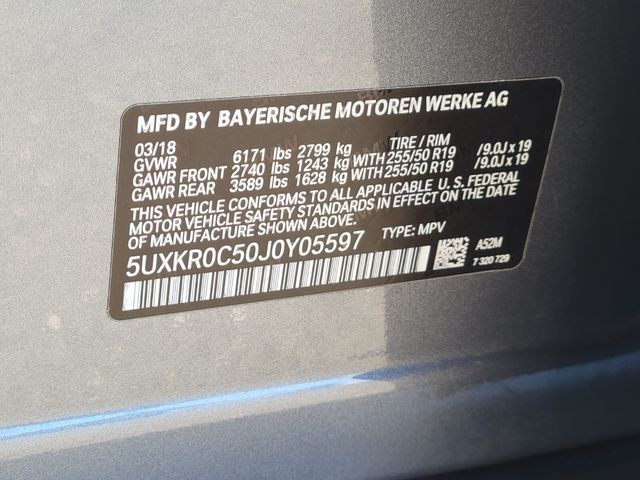 MFD BY BAYERISCHE MOTOREN WERKE AG
03/18 TIRE / RIM
GVWR 6171 lbs 2799 kg
GAWR FRONT 2740 lbs 1243 kg WITH 255/50 R19 /9.0J x 19
GAWR REAR 3589 lbs 1628 kg WITH 255/50 R19 /9.0J x 19
THIS VEHICLE CONFORMS TO ALL APPLICABLE U.S. FEDERAL
MOTOR VEHICLE SAFETY STANDARDS IN EFFECT ON THE DATE
OF MANUFACTURE SHOWN ABOVE.
5UXKR0C50J0Y05597 TYPE: MPV A52M
7 320 729